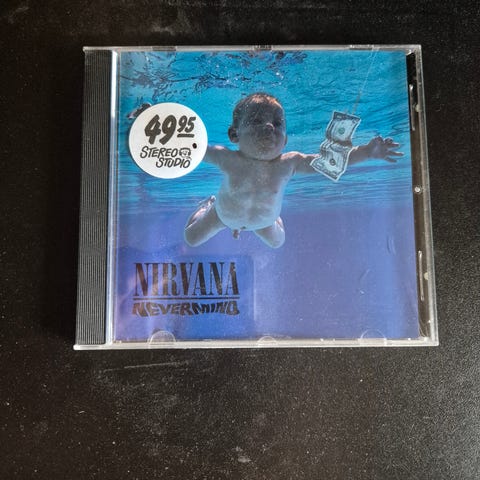 49 95
STEREO
STUDIO
NIRVANA
NEVERMIND